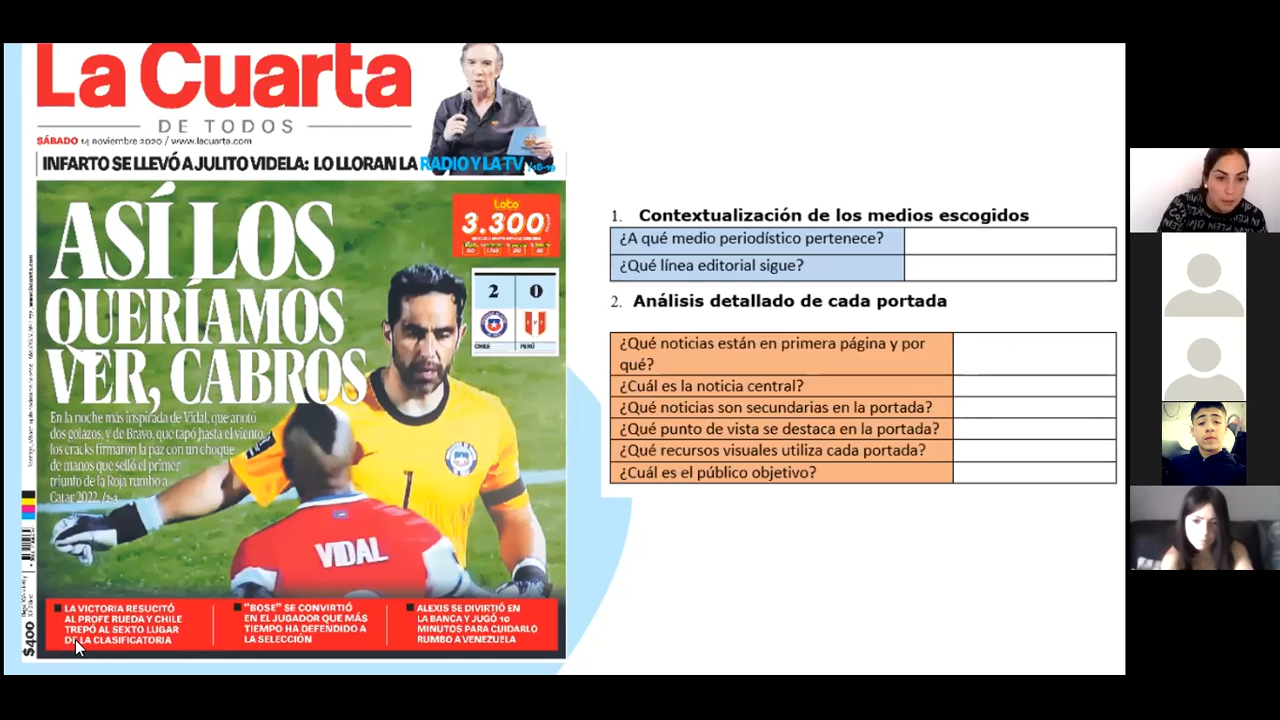 La Cuarta
DE TODOS
SÁBADO 14 noviembre 2020 / www.lacuarta.com
INFARTO SE LLEVÓ A JULITO VIDELA: LO LLORAN LA RADIO Y LA TV /18-19
ASÍ LOS
QUERÍAMOS
VER, CABROS
En la noche más inspirada de Vidal, que anotó
dos golazos, y de Bravo, que tapó hasta el viento,
los cracks firmaron la paz con un choque
de manos que selló el primer
triunfo de la Roja rumbo a
Catar 2022. /2-3
Loto
3.300
2 0
CHILE PERÚ
1
VIDAL
LA VICTORIA RESUCITÓ
AL PROFE RUEDA Y CHILE
TREPÓ AL SEXTO LUGAR
DE LA CLASIFICATORIA
"BOSE" SE CONVIRTIÓ
EN EL JUGADOR QUE MÁS
TIEMPO HA DEFENDIDO A
LA SELECCIÓN
ALEXIS SE DIVIRTIÓ EN
LA BANCA Y JUGÓ 10
MINUTOS PARA CUIDARLO
RUMBO A VENEZUELA
$400
1. Contextualización de los medios escogidos
¿A qué medio periodístico pertenece?
¿Qué línea editorial sigue?
2. Análisis detallado de cada portada
¿Qué noticias están en primera página y por
qué?
¿Cuál es la noticia central?
¿Qué noticias son secundarias en la portada?
¿Qué punto de vista se destaca en la portada?
¿Qué recursos visuales utiliza cada portada?
¿Cuál es el público objetivo?